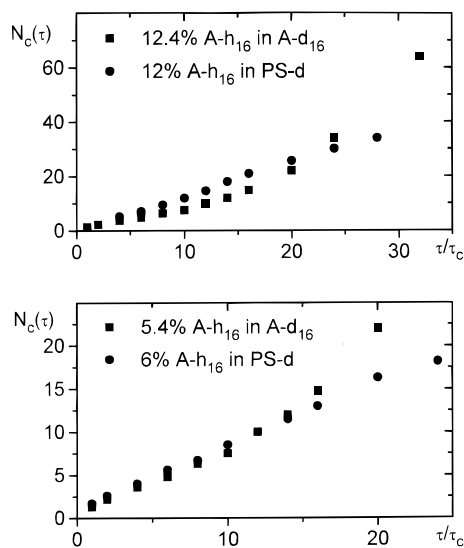 N_c(τ)
■ 12.4% A-h₁₆ in A-d₁₆
● 12% A-h₁₆ in PS-d
60
40
20
0
0 10 20 30 τ/τ_c
N_c(τ)
■ 5.4% A-h₁₆ in A-d₁₆
● 6% A-h₁₆ in PS-d
20
15
10
5
0
0 10 20 τ/τ_c